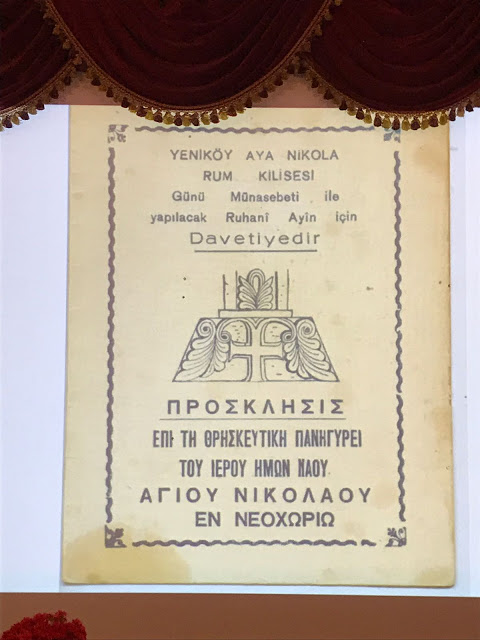 YENİKÖY AYA NİKOLA
RUM KİLİSESİ
Günü Münasebeti ile
yapılacak Ruhanî Ayin için
Davetiyedir
ΠΡΟΣΚΛΗΣΙΣ
ΕΠΙ ΤΗ ΘΡΗΣΚΕΥΤΙΚΗ ΠΑΝΗΓΥΡΕΙ
ΤΟΥ ΙΕΡΟΥ ΗΜΩΝ ΝΑΟΥ
ΑΓΙΟΥ ΝΙΚΟΛΑΟΥ
ΕΝ ΝΕΟΧΩΡΙΩ